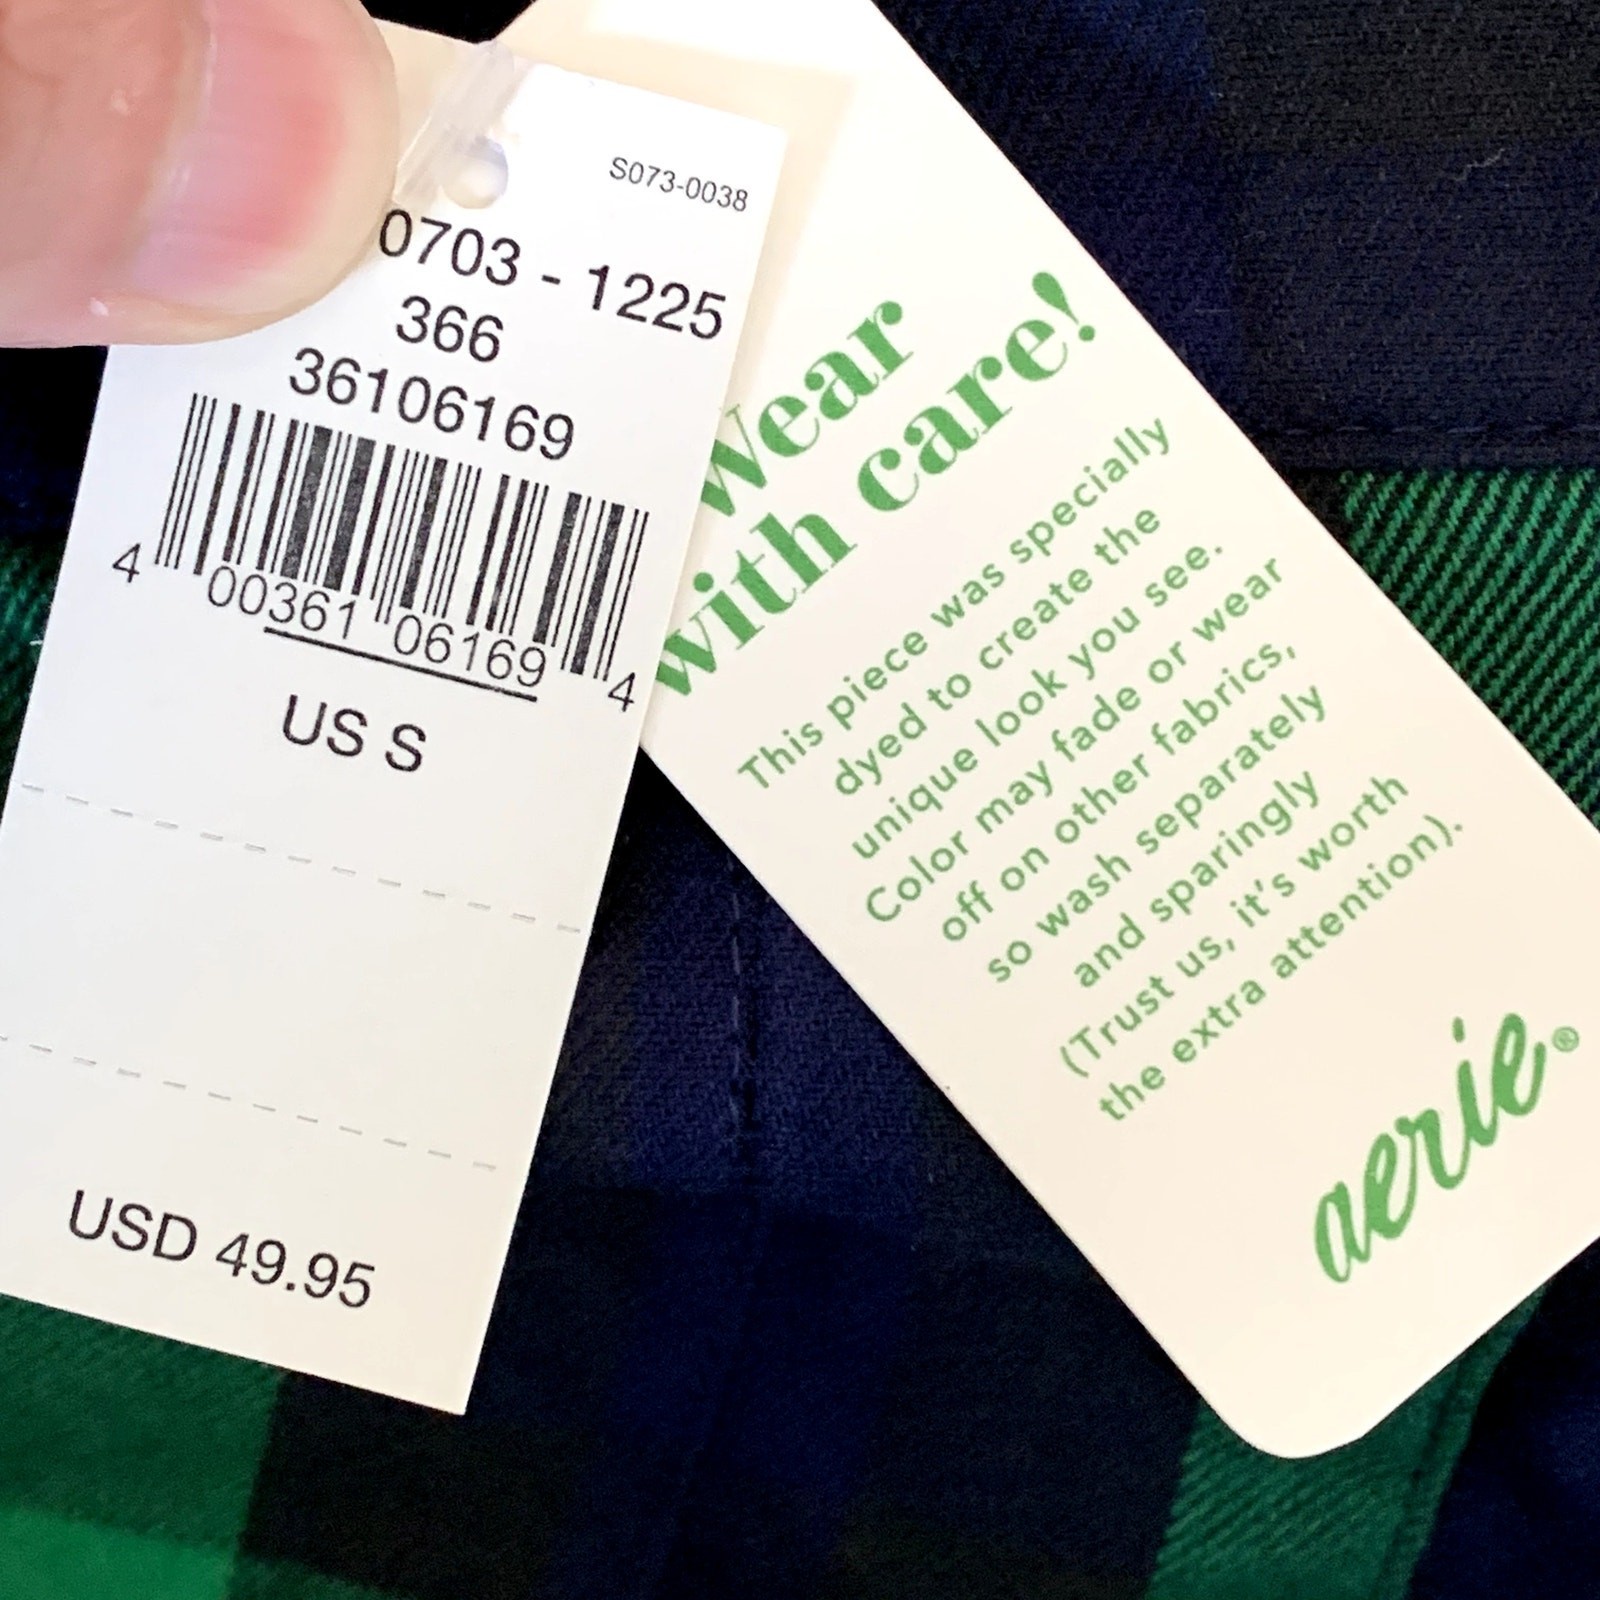 S073-0038
0703 - 1225
366
36106169
4 00361 06169 4
US S
USD 49.95
Wear
with care!
This piece was specially
dyed to create the
unique look you see.
Color may fade or wear
off on other fabrics,
so wash separately
and sparingly
(Trust us, it's worth
the extra attention).
aerie®